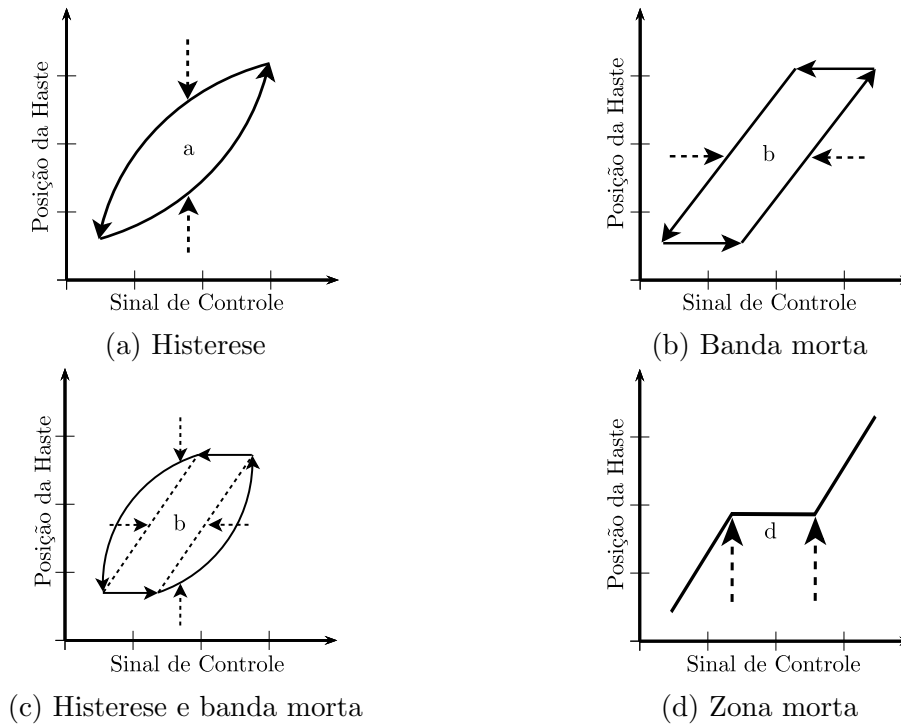 Posição da Haste
a
Sinal de Controle
(a) Histerese
Posição da Haste
b
Sinal de Controle
(b) Banda morta
Posição da Haste
b
Sinal de Controle
(c) Histerese e banda morta
Posição da Haste
d
Sinal de Controle
(d) Zona morta